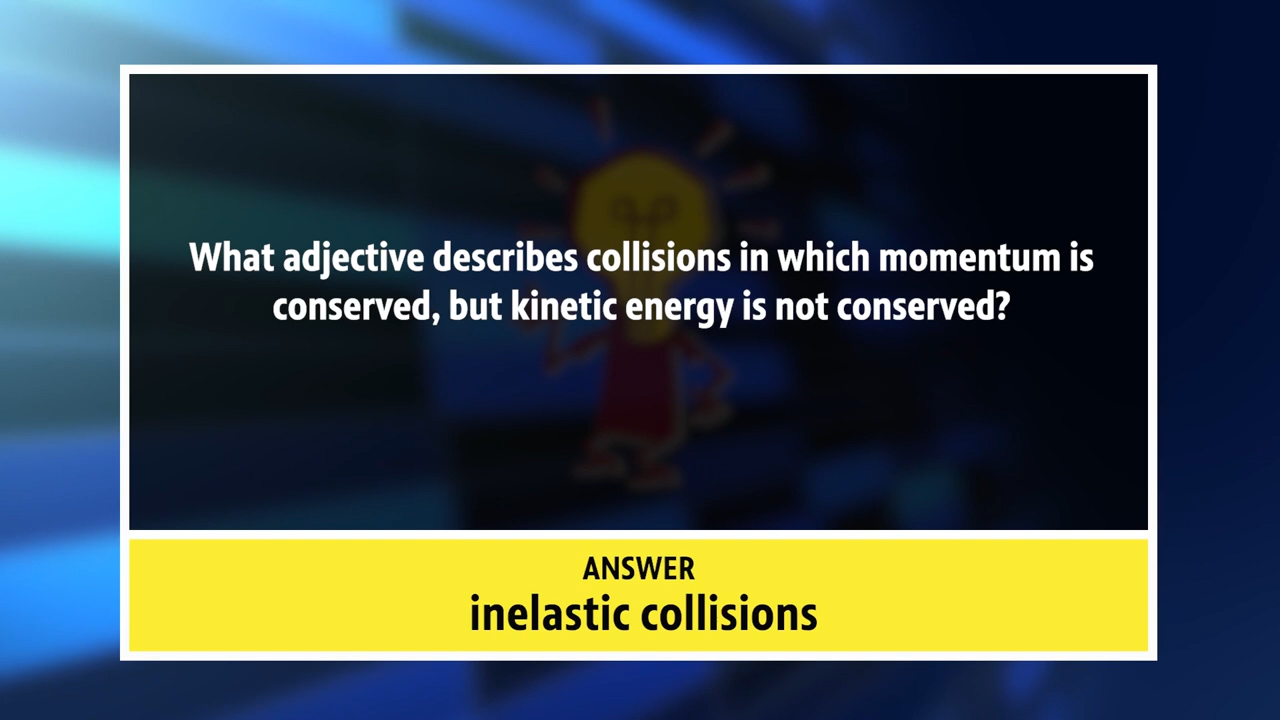 What adjective describes collisions in which momentum is
conserved, but kinetic energy is not conserved?
ANSWER
inelastic collisions